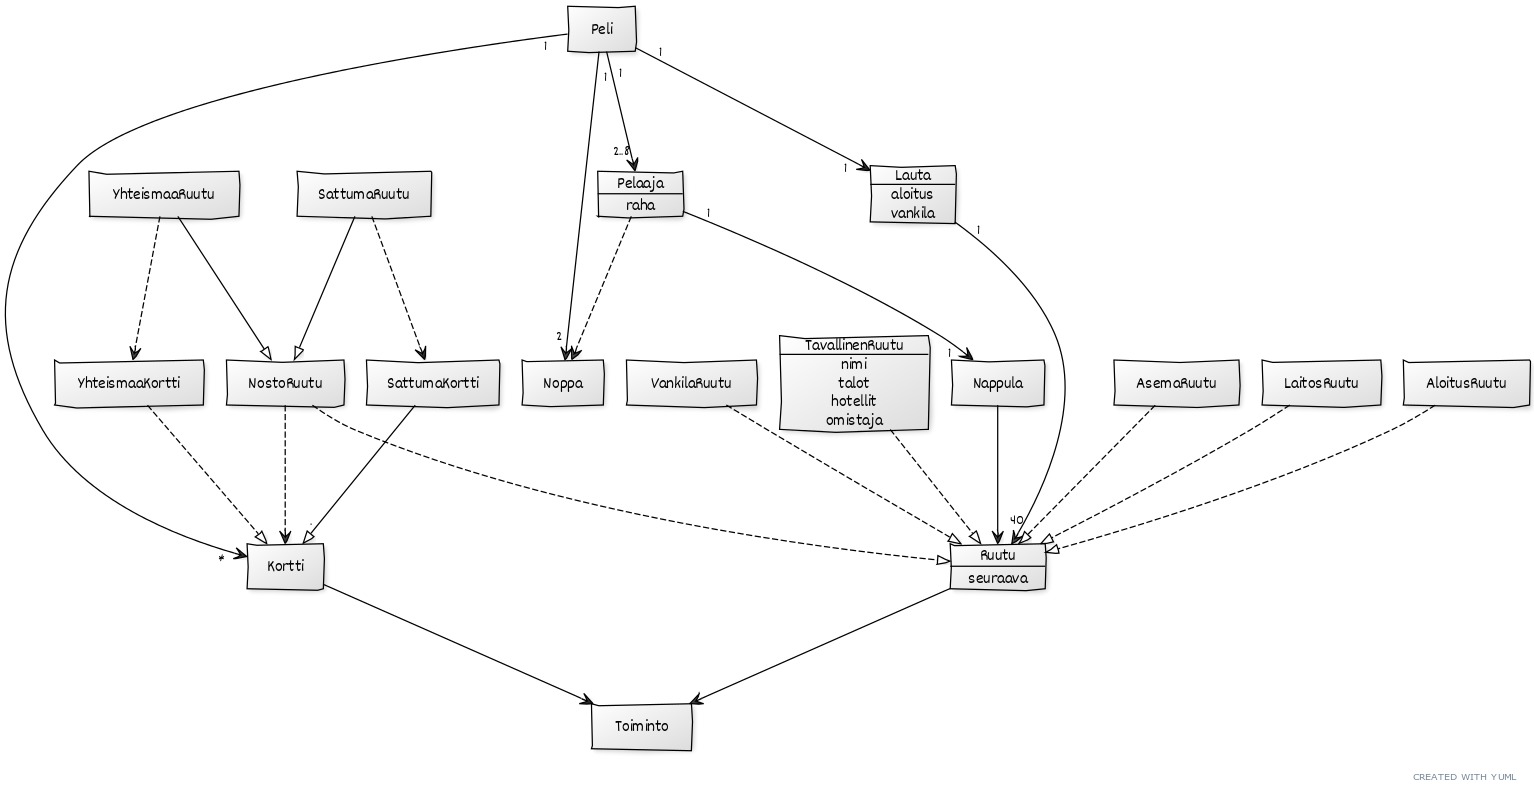 Peli
1
1
1
1
2..8
1
YhteismaaRuutu
SattumaRuutu
Pelaaja
raha
1
Lauta
aloitus
vankila
1
2
1
YhteismaaKortti
NostoRuutu
SattumaKortti
Noppa
VankilaRuutu
TavallinenRuutu
nimi
talot
hotellit
omistaja
Nappula
AsemaRuutu
LaitosRuutu
AloitusRuutu
40
*
Kortti
Ruutu
seuraava
Toiminto
CREATED WITH YUML